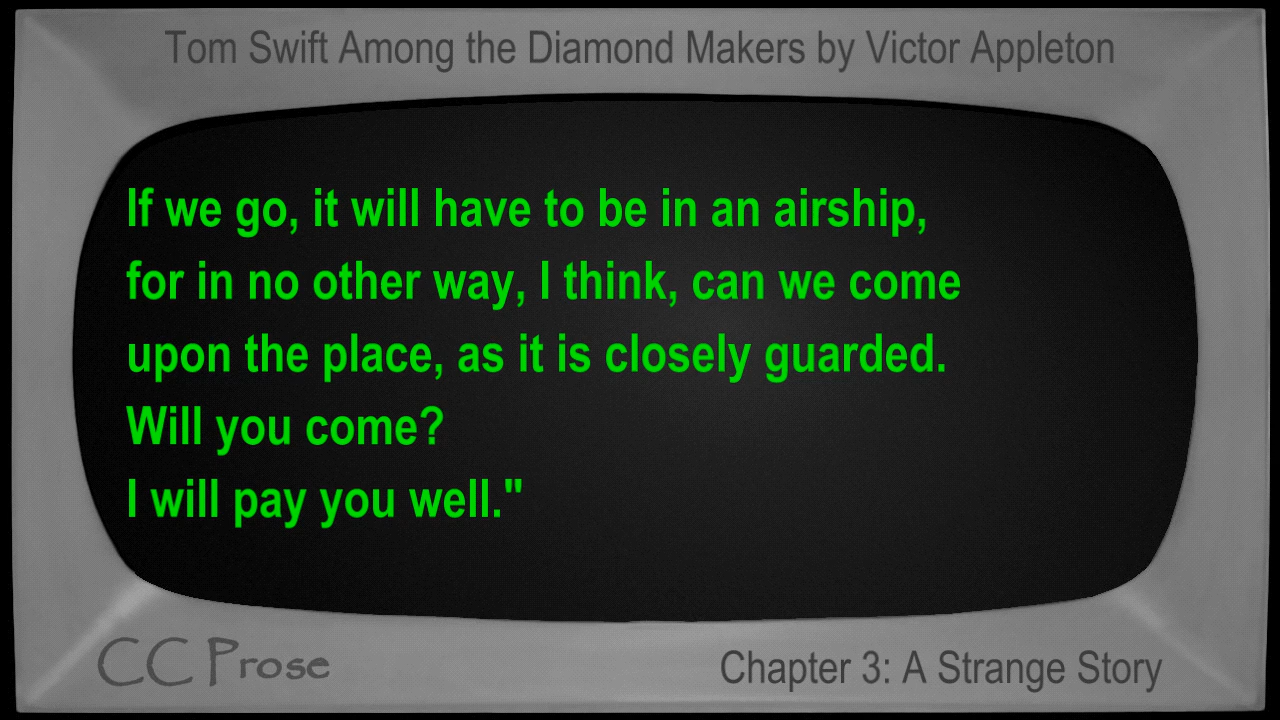 Tom Swift Among the Diamond Makers by Victor Appleton
If we go, it will have to be in an airship,
for in no other way, I think, can we come
upon the place, as it is closely guarded.
Will you come?
I will pay you well."
CC Prose
Chapter 3: A Strange Story